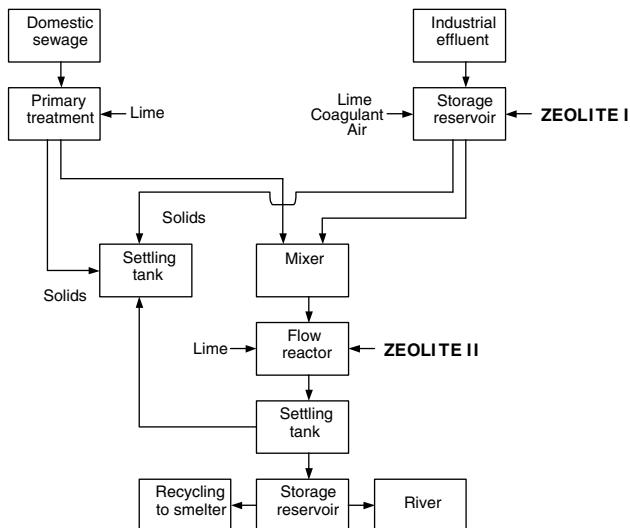 Domestic
sewage
Industrial
effluent
Primary
treatment
Lime
Lime
Coagulant
Air
Storage
reservoir
ZEOLITE I
Solids
Settling
tank
Mixer
Solids
Lime
Flow
reactor
ZEOLITE II
Settling
tank
Recycling
to smelter
Storage
reservoir
River